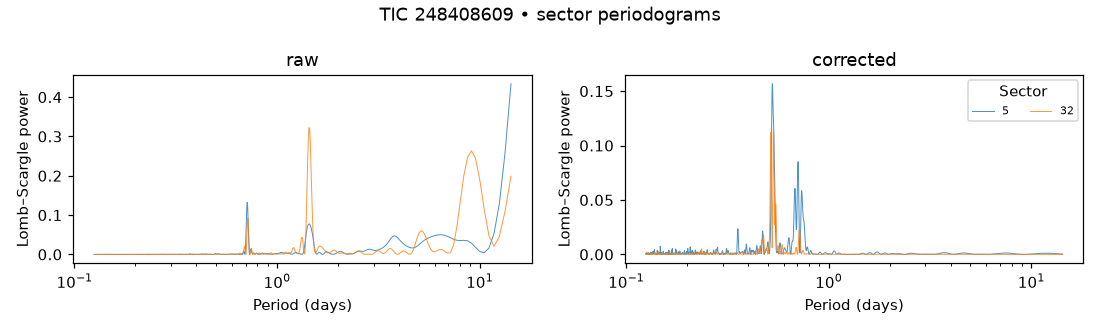 TIC 248408609 • sector periodograms
raw
corrected
Lomb–Scargle power
0.4
0.3
0.2
0.1
0.0
10⁻¹
10⁰
10¹
Period (days)
Lomb–Scargle power
0.15
0.10
0.05
0.00
10⁻¹
10⁰
10¹
Period (days)
Sector
5
32